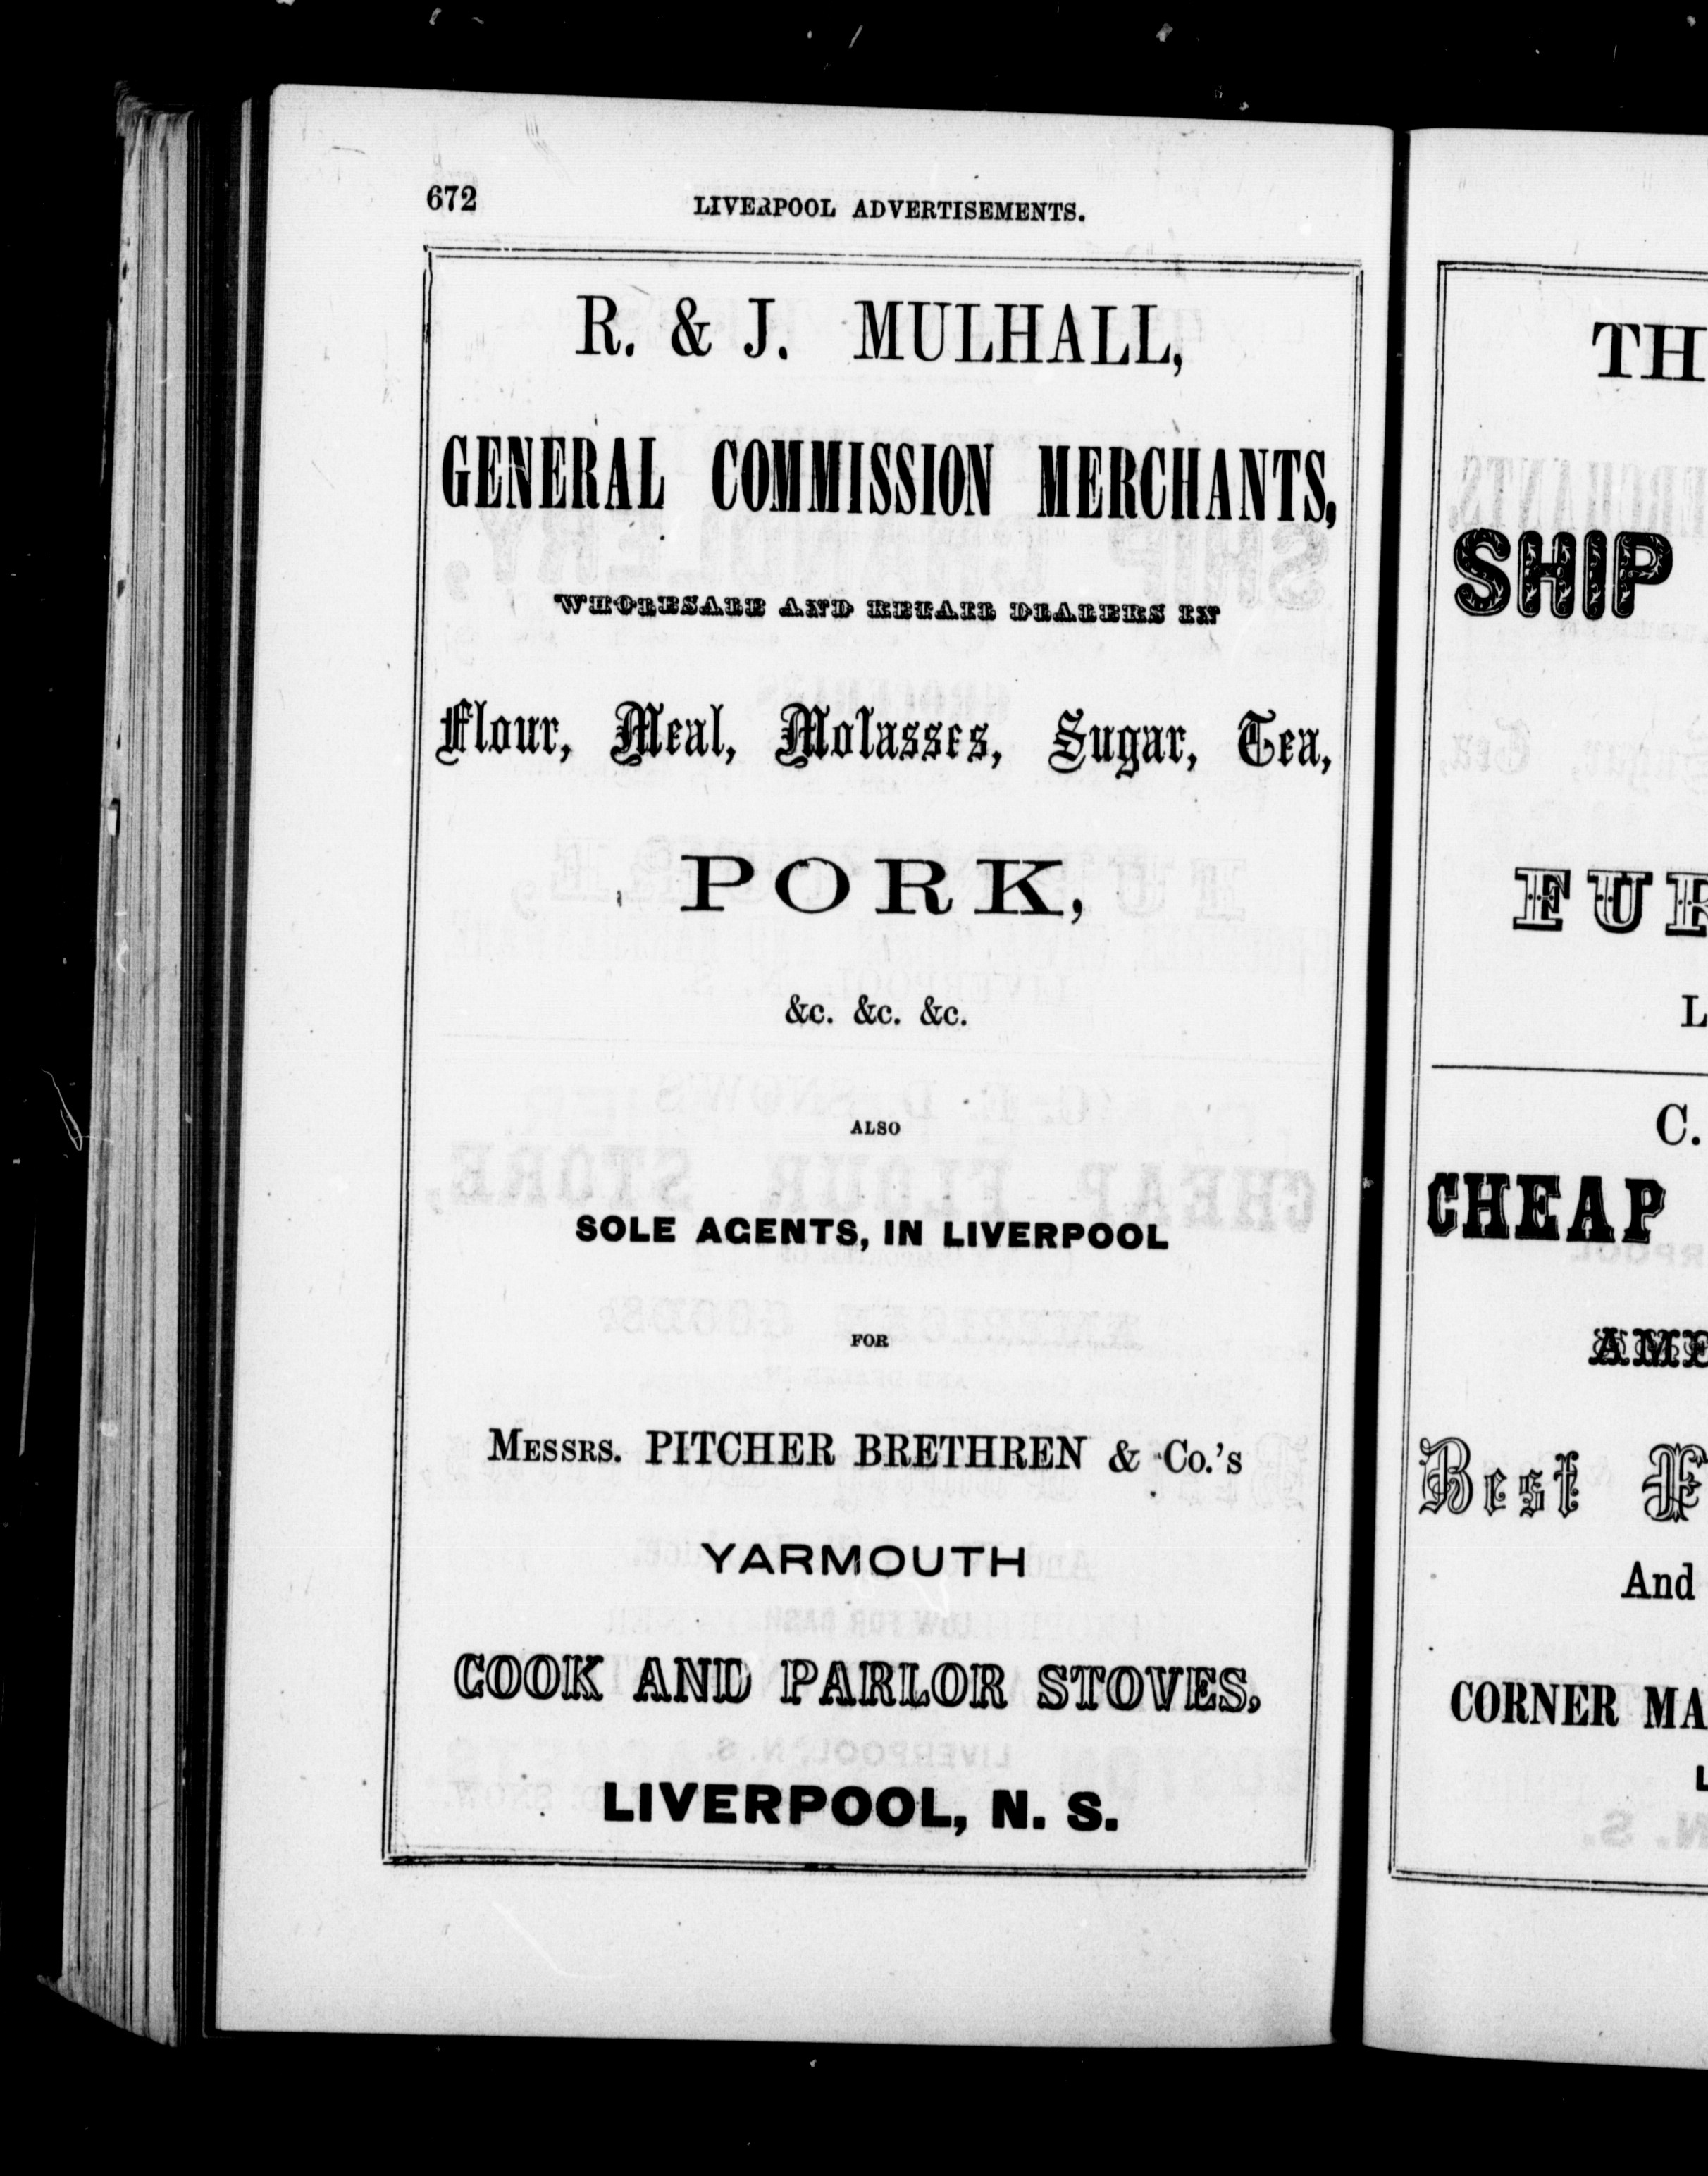 672
LIVERPOOL ADVERTISEMENTS.
R. & J. MULHALL,
GENERAL COMMISSION MERCHANTS,
WHOLESALE AND RETAIL DEALERS IN
Flour, Meal, Molasses, Sugar, Tea,
PORK,
&c. &c. &c.
ALSO
SOLE AGENTS, IN LIVERPOOL
FOR
MESSRS. PITCHER BRETHREN & Co.'s
YARMOUTH
COOK AND PARLOR STOVES,
LIVERPOOL, N. S.
TH
SHIP
FUR
L
C.
CHEAP
AME
Best F
And
CORNER MA
L